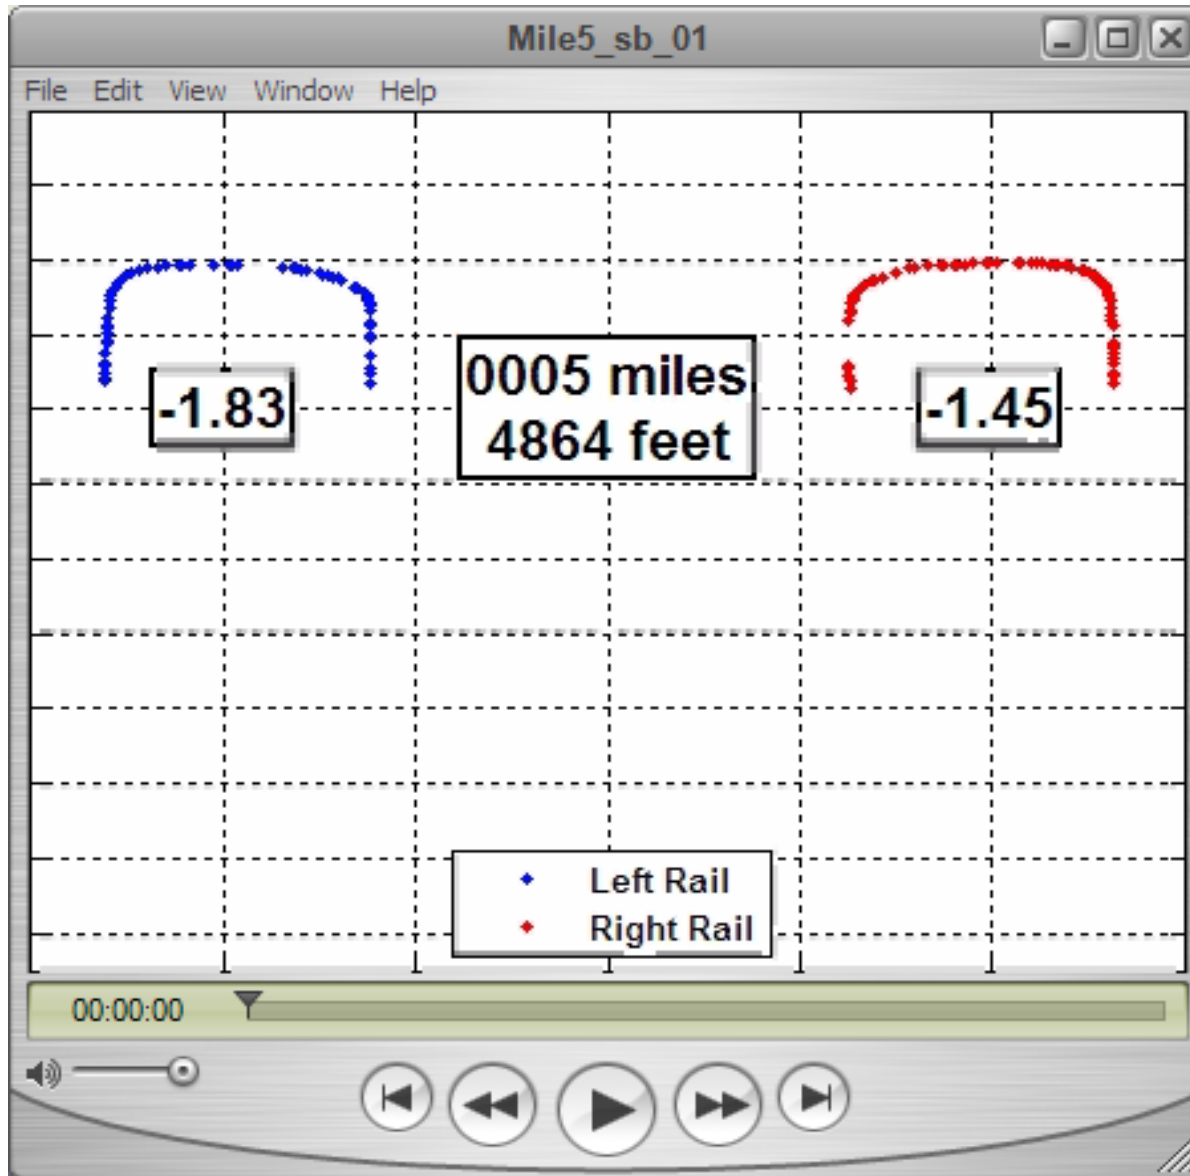 Mile5_sb_01
File Edit View Window Help
0005 miles
4864 feet
-1.83
-1.45
Left Rail
Right Rail
00:00:00